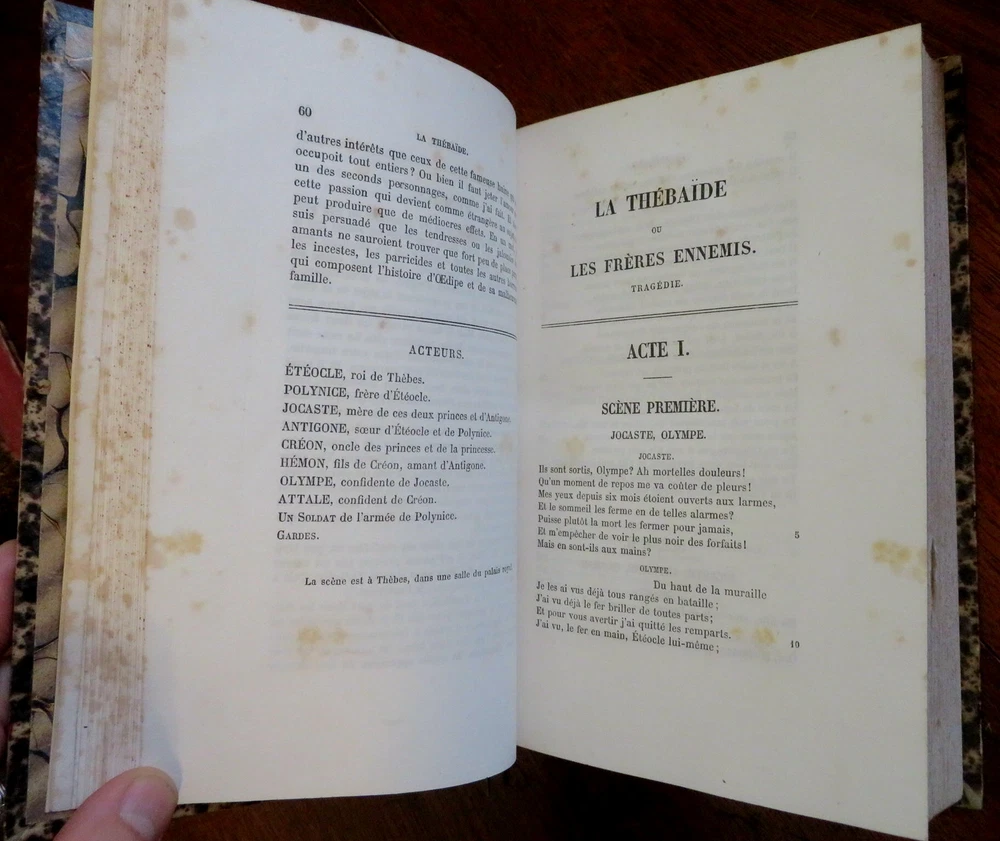 60
LA THÉBAÏDE.
d'autres intérêts que ceux de cette fameuse haine
occupoit tout entiers? Ou bien il faut jeter l'
un des seconds personnages, comme j'ai fait. Et
cette passion qui devient comme étrangère au
peut produire que de médiocres effets. En un mot,
suis persuadé que les tendresses ou les jalousies
amants ne sauroient trouver que fort peu de place
les incestes, les parricides et toutes les autres
qui composent l'histoire d'Œdipe et de sa malheureuse
famille.
ACTEURS.
ÉTÉOCLE, roi de Thèbes.
POLYNICE, frère d'Étéocle.
JOCASTE, mère de ces deux princes et d'Antigone.
ANTIGONE, sœur d'Étéocle et de Polynice.
CRÉON, oncle des princes et de la princesse.
HÉMON, fils de Créon, amant d'Antigone.
OLYMPE, confidente de Jocaste.
ATTALE, confident de Créon.
UN SOLDAT de l'armée de Polynice.
GARDES.
La scène est à Thèbes, dans une salle du palais royal
LA THÉBAÏDE
OU
LES FRÈRES ENNEMIS.
TRAGÉDIE.
ACTE I.
SCÈNE PREMIÈRE.
JOCASTE, OLYMPE.
JOCASTE.
Ils sont sortis, Olympe? Ah mortelles douleurs!
Qu'un moment de repos me va coûter de pleurs!
Mes yeux depuis six mois étoient ouverts aux larmes,
Et le sommeil les ferme en de telles alarmes?
Puisse plutôt la mort les fermer pour jamais, 5
Et m'empêcher de voir le plus noir des forfaits!
Mais en sont-ils aux mains?
OLYMPE.
Du haut de la muraille
Je les ai vus déjà tous rangés en bataille;
J'ai vu déjà le fer briller de toutes parts;
Et pour vous avertir j'ai quitté les remparts.
J'ai vu, le fer en main, Étéocle lui-même; 10